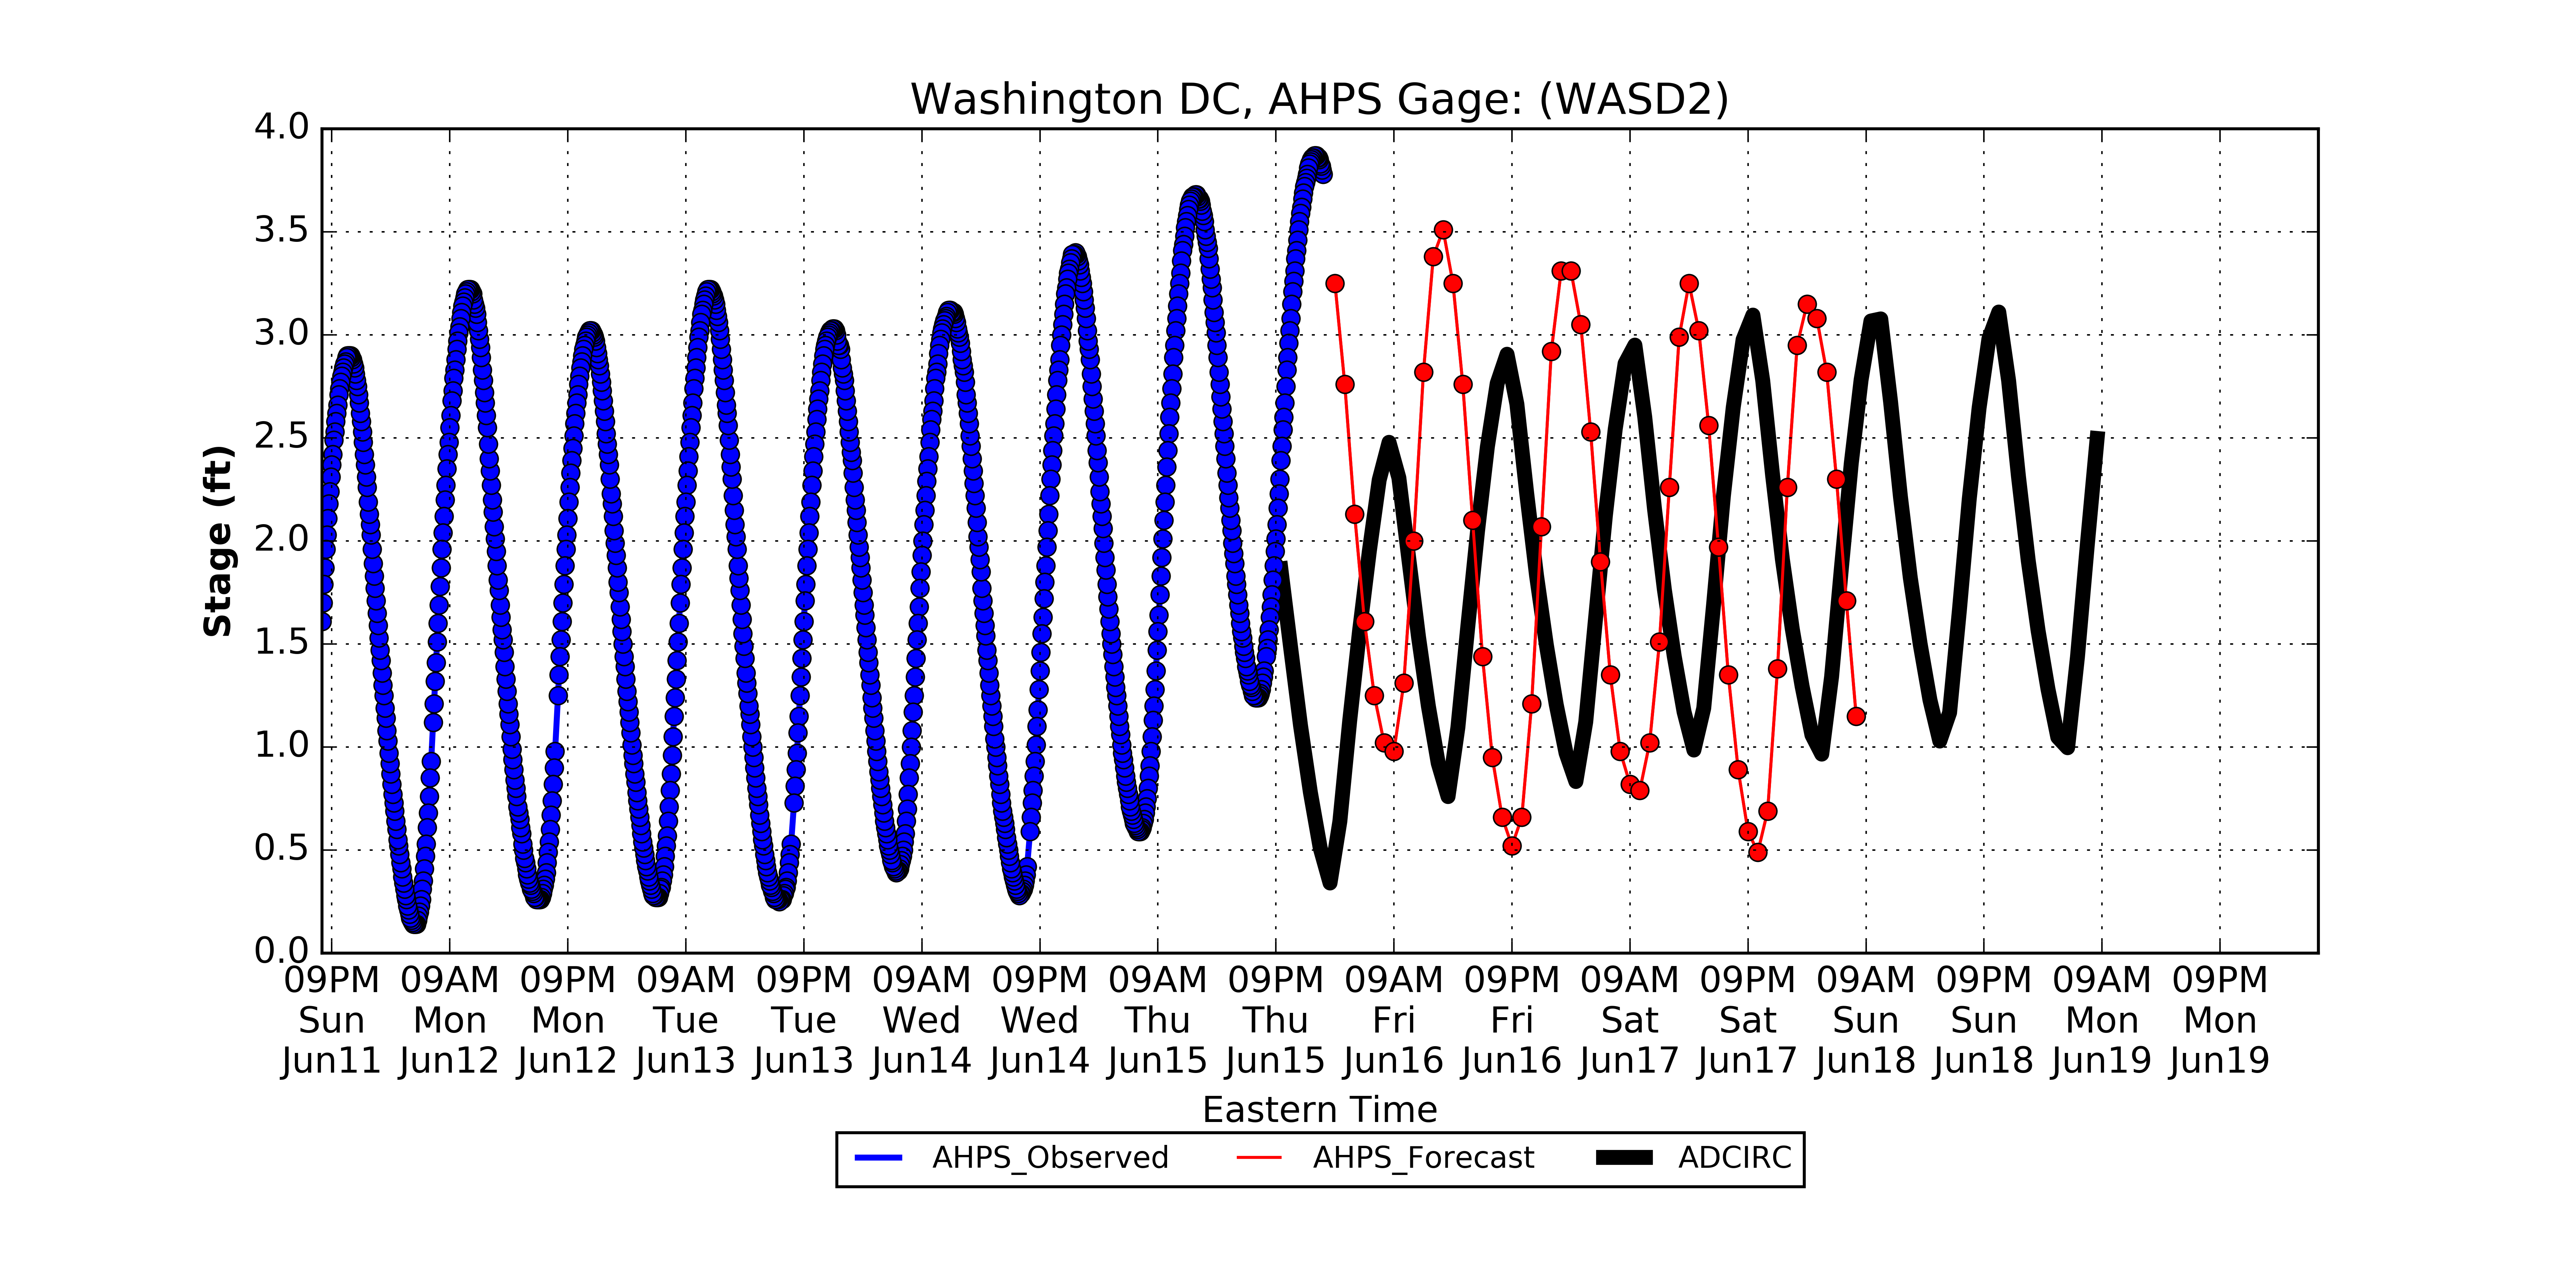 Washington DC, AHPS Gage: (WASD2)
4.0
3.5
3.0
2.5
2.0
1.5
1.0
0.5
0.0
Stage (ft)
09PM 09AM 09PM 09AM 09PM 09AM 09PM 09AM 09PM 09AM 09PM 09AM 09PM 09AM 09PM 09AM 09PM
Sun Mon Mon Tue Tue Wed Wed Thu Thu Fri Fri Sat Sat Sun Sun Mon Mon
Jun11 Jun12 Jun12 Jun13 Jun13 Jun14 Jun14 Jun15 Jun15 Jun16 Jun16 Jun17 Jun17 Jun18 Jun18 Jun19 Jun19
Eastern Time
AHPS_Observed AHPS_Forecast ADCIRC